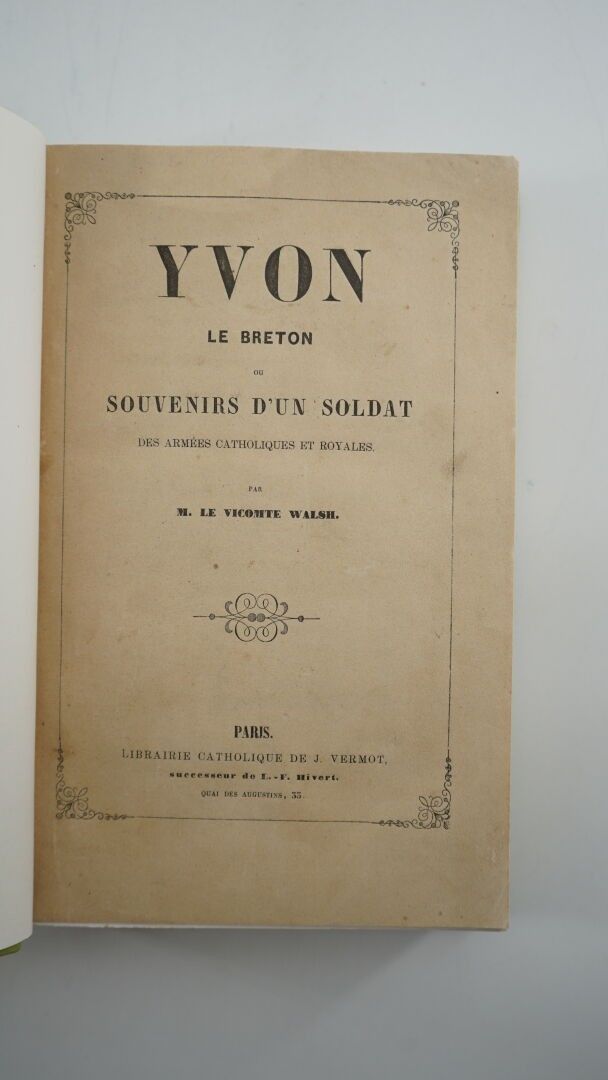 YVON
LE BRETON
OU
SOUVENIRS D'UN SOLDAT
DES ARMÉES CATHOLIQUES ET ROYALES.
PAR
M. LE VICOMTE WALSH.
PARIS.
LIBRAIRIE CATHOLIQUE DE J. VERMOT,
successeur de L.-F. Hivert.
QUAI DES AUGUSTINS, 33.